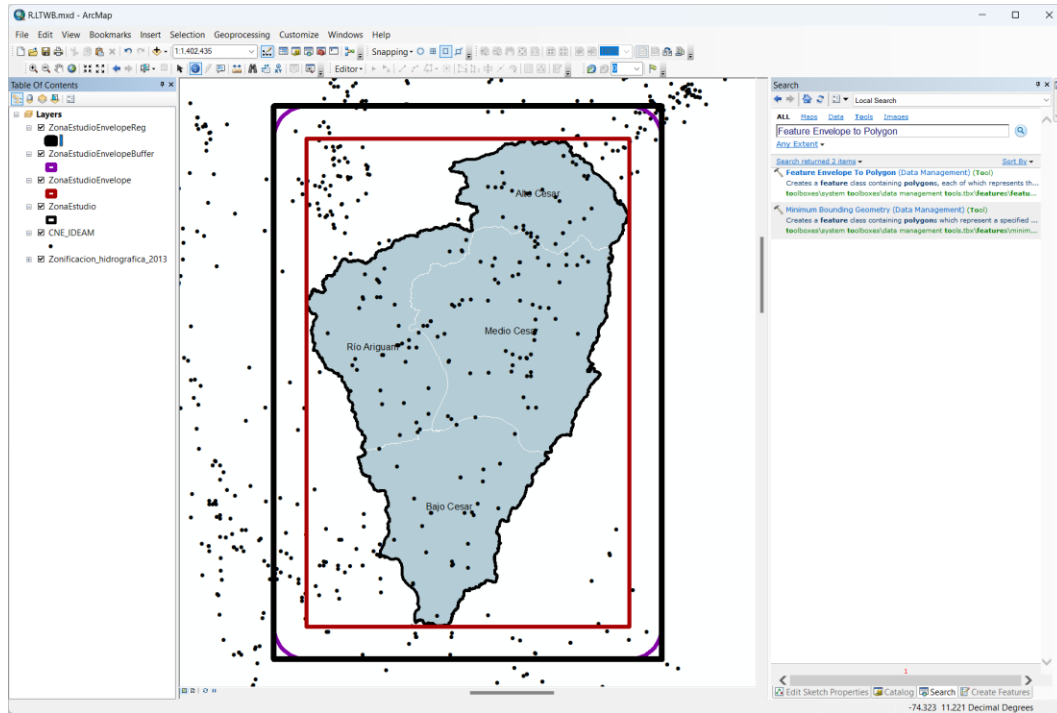 R.LTWB.mxd - ArcMap
File Edit View Bookmarks Insert Selection Geoprocessing Customize Windows Help
1:1,402,435
Snapping
Editor
Table Of Contents
Layers
ZonaEstudioEnvelopeReg
ZonaEstudioEnvelopeBuffer
ZonaEstudioEnvelope
ZonaEstudio
CNE_IDEAM
Zonificacion_hidrografica_2013
Alto Cesar
Medio Cesar
Río Ariguaní
Bajo Cesar
Search
Local Search
ALL Maps Data Tools Images
Feature Envelope to Polygon
Any Extent
Search returned 2 items Sort By
Feature Envelope To Polygon (Data Management) (Tool)
Creates a feature class containing polygons, each of which represents th...
toolboxes\system toolboxes\data management tools.tbx\features\featu...
Minimum Bounding Geometry (Data Management) (Tool)
Creates a feature class containing polygons which represent a specified ...
toolboxes\system toolboxes\data management tools.tbx\features\minim...
1
Edit Sketch Properties Catalog Search Create Features
-74.323 11.221 Decimal Degrees